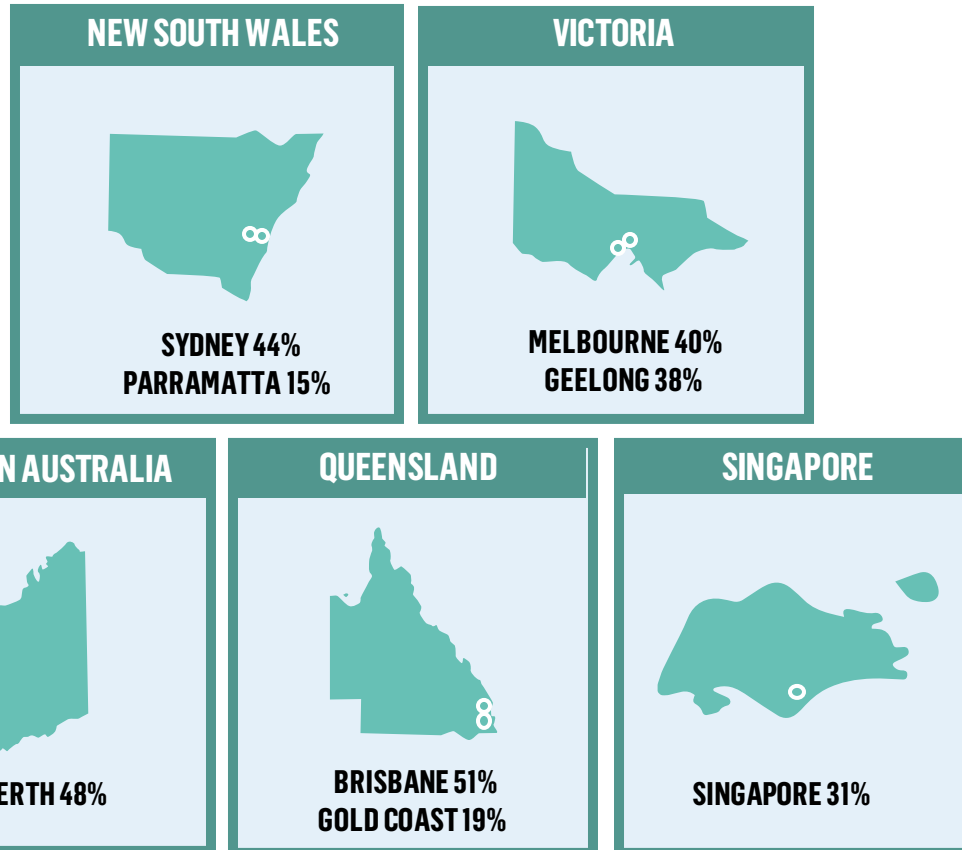 NEW SOUTH WALES
SYDNEY 44%
PARRAMATTA 15%
VICTORIA
MELBOURNE 40%
GEELONG 38%
N AUSTRALIA
ERTH 48%
QUEENSLAND
BRISBANE 51%
GOLD COAST 19%
SINGAPORE
SINGAPORE 31%